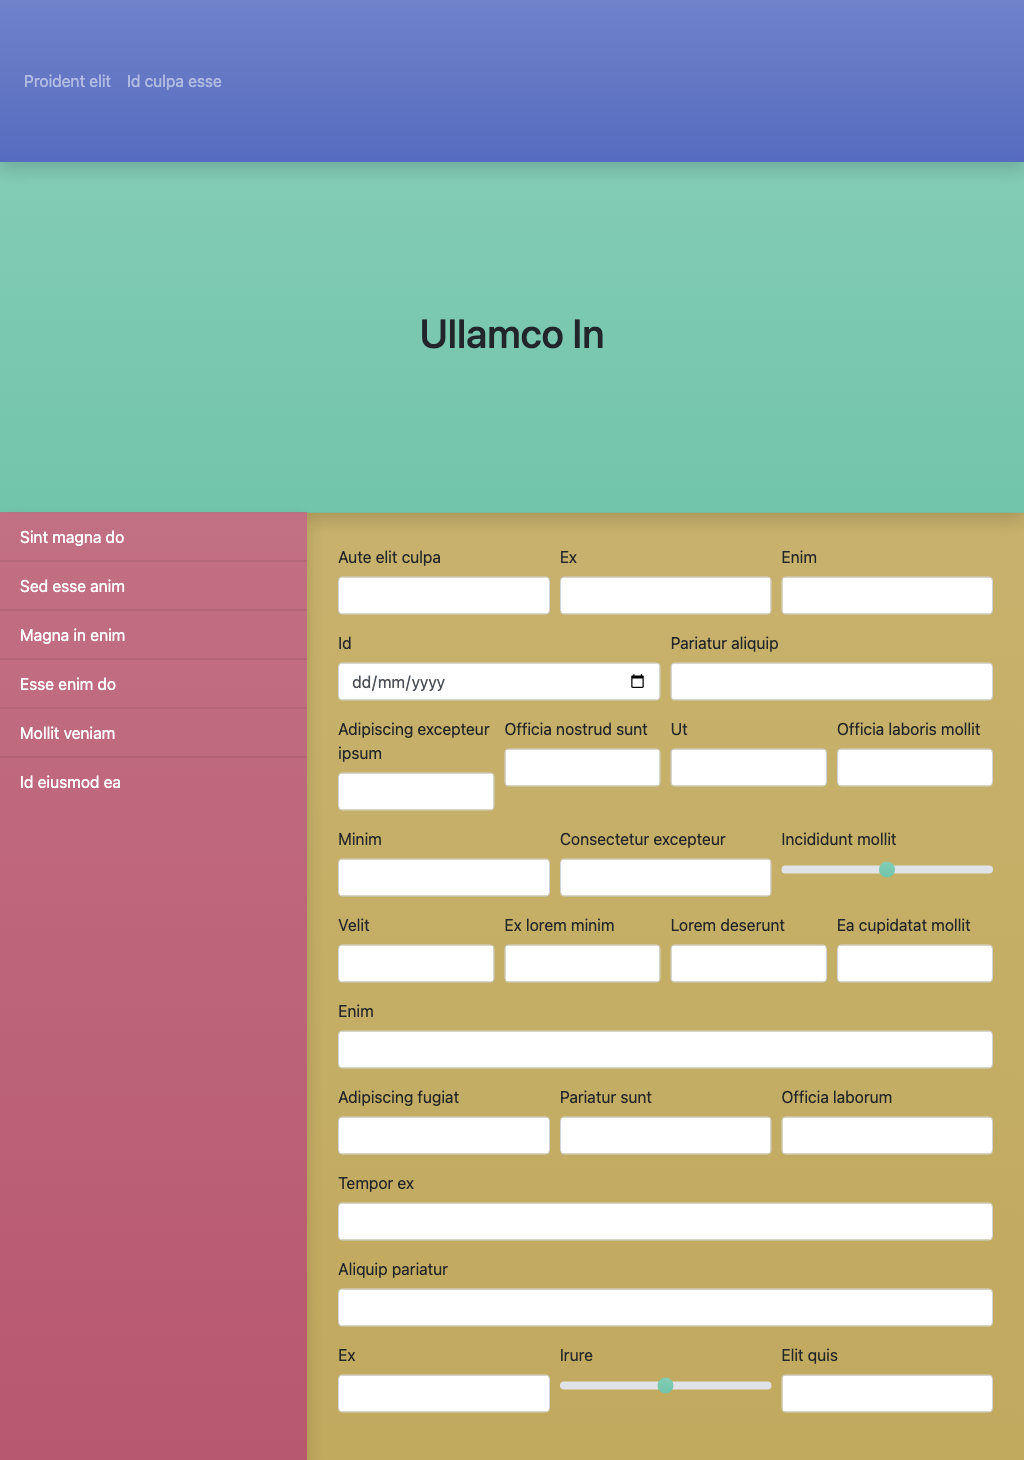 Proident elit Id culpa esse
Ullamco In
Sint magna do
Sed esse anim
Magna in enim
Esse enim do
Mollit veniam
Id eiusmod ea
Aute elit culpa Ex Enim
Id Pariatur aliquip
dd/mm/yyyy
Adipiscing excepteur ipsum Officia nostrud sunt Ut Officia laboris mollit
Minim Consectetur excepteur Incididunt mollit
Velit Ex lorem minim Lorem deserunt Ea cupidatat mollit
Enim
Adipiscing fugiat Pariatur sunt Officia laborum
Tempor ex
Aliquip pariatur
Ex Irure Elit quis